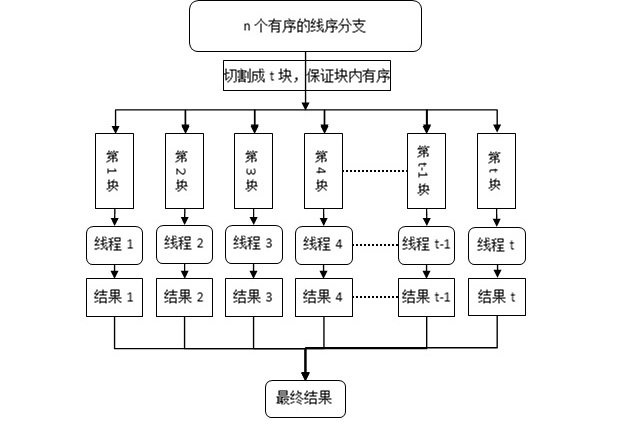 n 个有序的线序分支
切割成 t 块，保证块内有序
第1块
第2块
第3块
第4块
第t-1块
第t块
线程 1
线程 2
线程 3
线程 4
线程 t-1
线程 t
结果 1
结果 2
结果 3
结果 4
结果 t-1
结果 t
最终结果